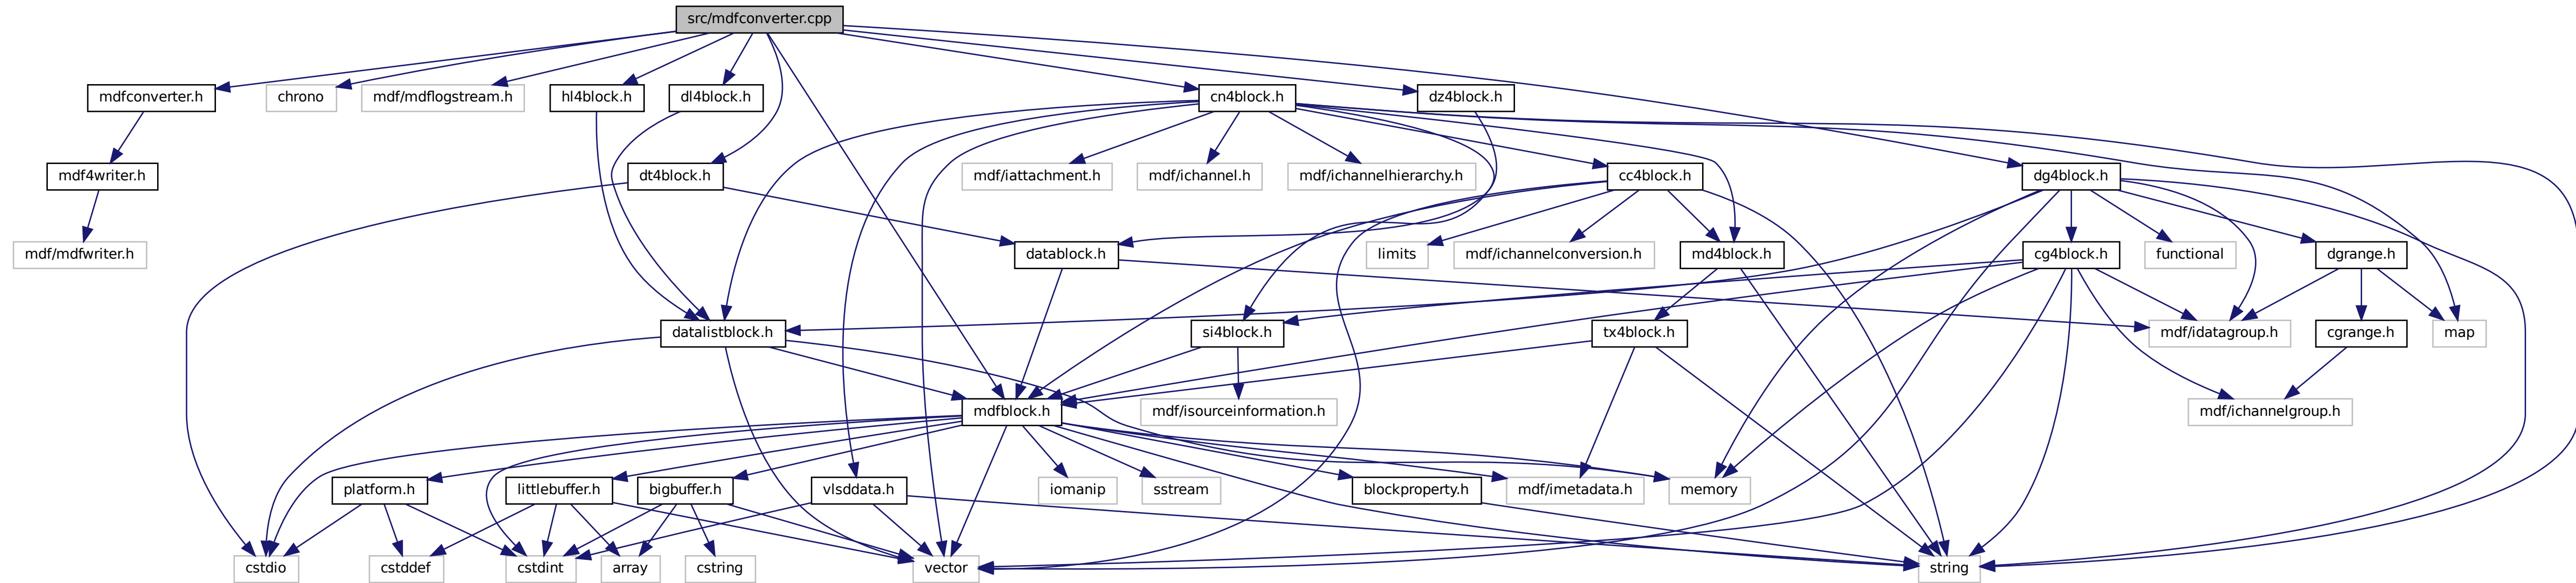 src/mdfconverter.cpp
mdfconverter.h
chrono
mdf/mdflogstream.h
hl4block.h
dl4block.h
cn4block.h
dz4block.h
mdf4writer.h
dt4block.h
mdf/iattachment.h
mdf/ichannel.h
mdf/ichannelhierarchy.h
cc4block.h
dg4block.h
mdf/mdfwriter.h
datablock.h
limits
mdf/ichannelconversion.h
md4block.h
cg4block.h
functional
dgrange.h
datalistblock.h
si4block.h
tx4block.h
mdf/idatagroup.h
cgrange.h
map
mdfblock.h
mdf/isourceinformation.h
mdf/ichannelgroup.h
platform.h
littlebuffer.h
bigbuffer.h
vlsddata.h
iomanip
sstream
blockproperty.h
mdf/imetadata.h
memory
cstdio
cstddef
cstdint
array
cstring
vector
string